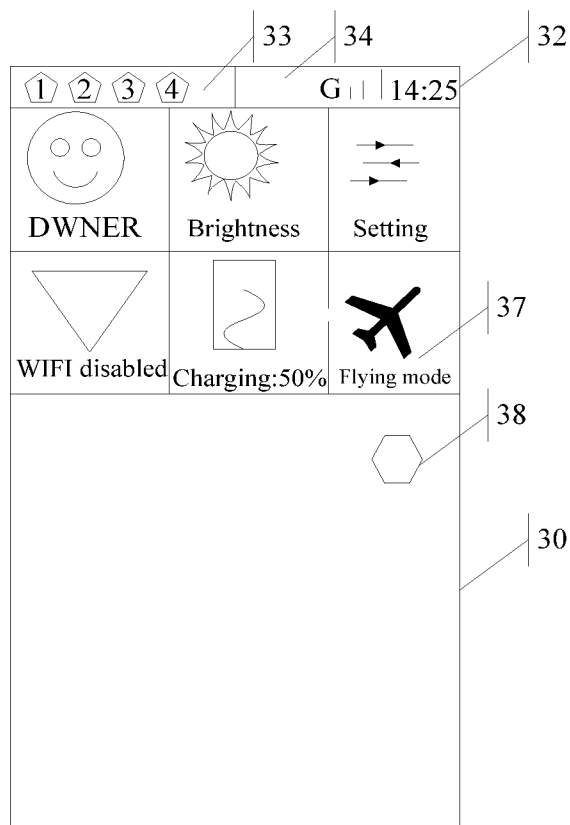 33 34 32
1 2 3 4 G 14:25
DWNER Brightness Setting
37
WIFI disabled Charging:50% Flying mode
38
30